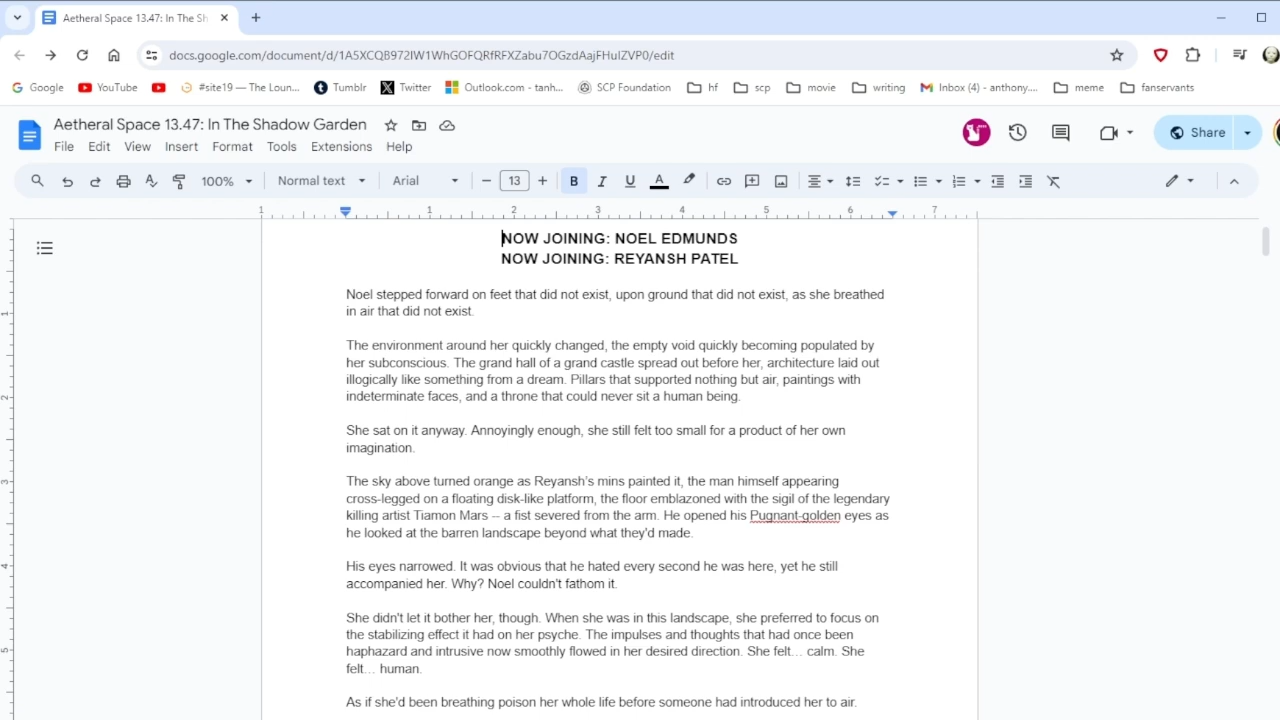 Aetheral Space 13.47: In The Sh
docs.google.com/document/d/1A5XCQB972IW1WhGOFQRfRFXZabu7OGzdAajFHuIZVP0/edit
Google YouTube #site19 — The Loun... Tumblr Twitter Outlook.com - tanh... SCP Foundation hf scp movie writing Inbox (4) - anthony.... meme fanservants
Aetheral Space 13.47: In The Shadow Garden
File Edit View Insert Format Tools Extensions Help
Share
100% Normal text Arial 13 B I U A
1 1 2 3 4 5 6 7
NOW JOINING: NOEL EDMUNDS
NOW JOINING: REYANSH PATEL
Noel stepped forward on feet that did not exist, upon ground that did not exist, as she breathed
in air that did not exist.
The environment around her quickly changed, the empty void quickly becoming populated by
her subconscious. The grand hall of a grand castle spread out before her, architecture laid out
illogically like something from a dream. Pillars that supported nothing but air, paintings with
indeterminate faces, and a throne that could never sit a human being.
She sat on it anyway. Annoyingly enough, she still felt too small for a product of her own
imagination.
The sky above turned orange as Reyansh's mins painted it, the man himself appearing
cross-legged on a floating disk-like platform, the floor emblazoned with the sigil of the legendary
killing artist Tiamon Mars -- a fist severed from the arm. He opened his Pugnant-golden eyes as
he looked at the barren landscape beyond what they'd made.
His eyes narrowed. It was obvious that he hated every second he was here, yet he still
accompanied her. Why? Noel couldn't fathom it.
She didn't let it bother her, though. When she was in this landscape, she preferred to focus on
the stabilizing effect it had on her psyche. The impulses and thoughts that had once been
haphazard and intrusive now smoothly flowed in her desired direction. She felt... calm. She
felt... human.
As if she'd been breathing poison her whole life before someone had introduced her to air.
1
2
3
4
5